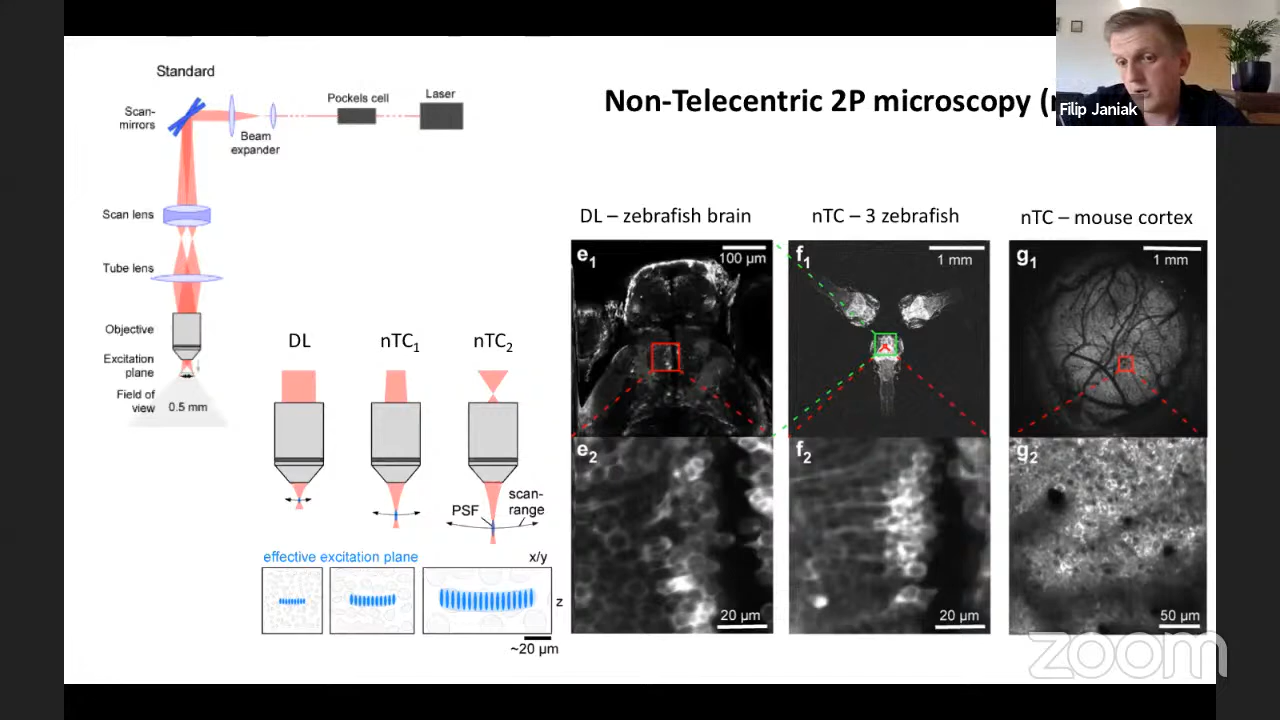 Standard
Scan-
mirrors
Beam
expander
Pockels cell
Laser
Scan lens
Tube lens
Objective
Excitation
plane
Field of
view
0.5 mm
Non-Telecentric 2P microscopy
Filip Janiak
DL
nTC1
nTC2
PSF
scan-
range
effective excitation plane
x/y
z
~20 µm
DL – zebrafish brain
nTC – 3 zebrafish
nTC – mouse cortex
e1
100 µm
f1
1 mm
g1
1 mm
e2
20 µm
f2
20 µm
g2
50 µm
zoom